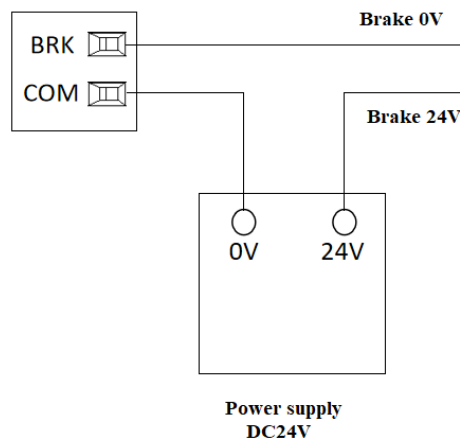 Brake 0V
BRK
COM
Brake 24V
0V
24V
Power supply
DC24V